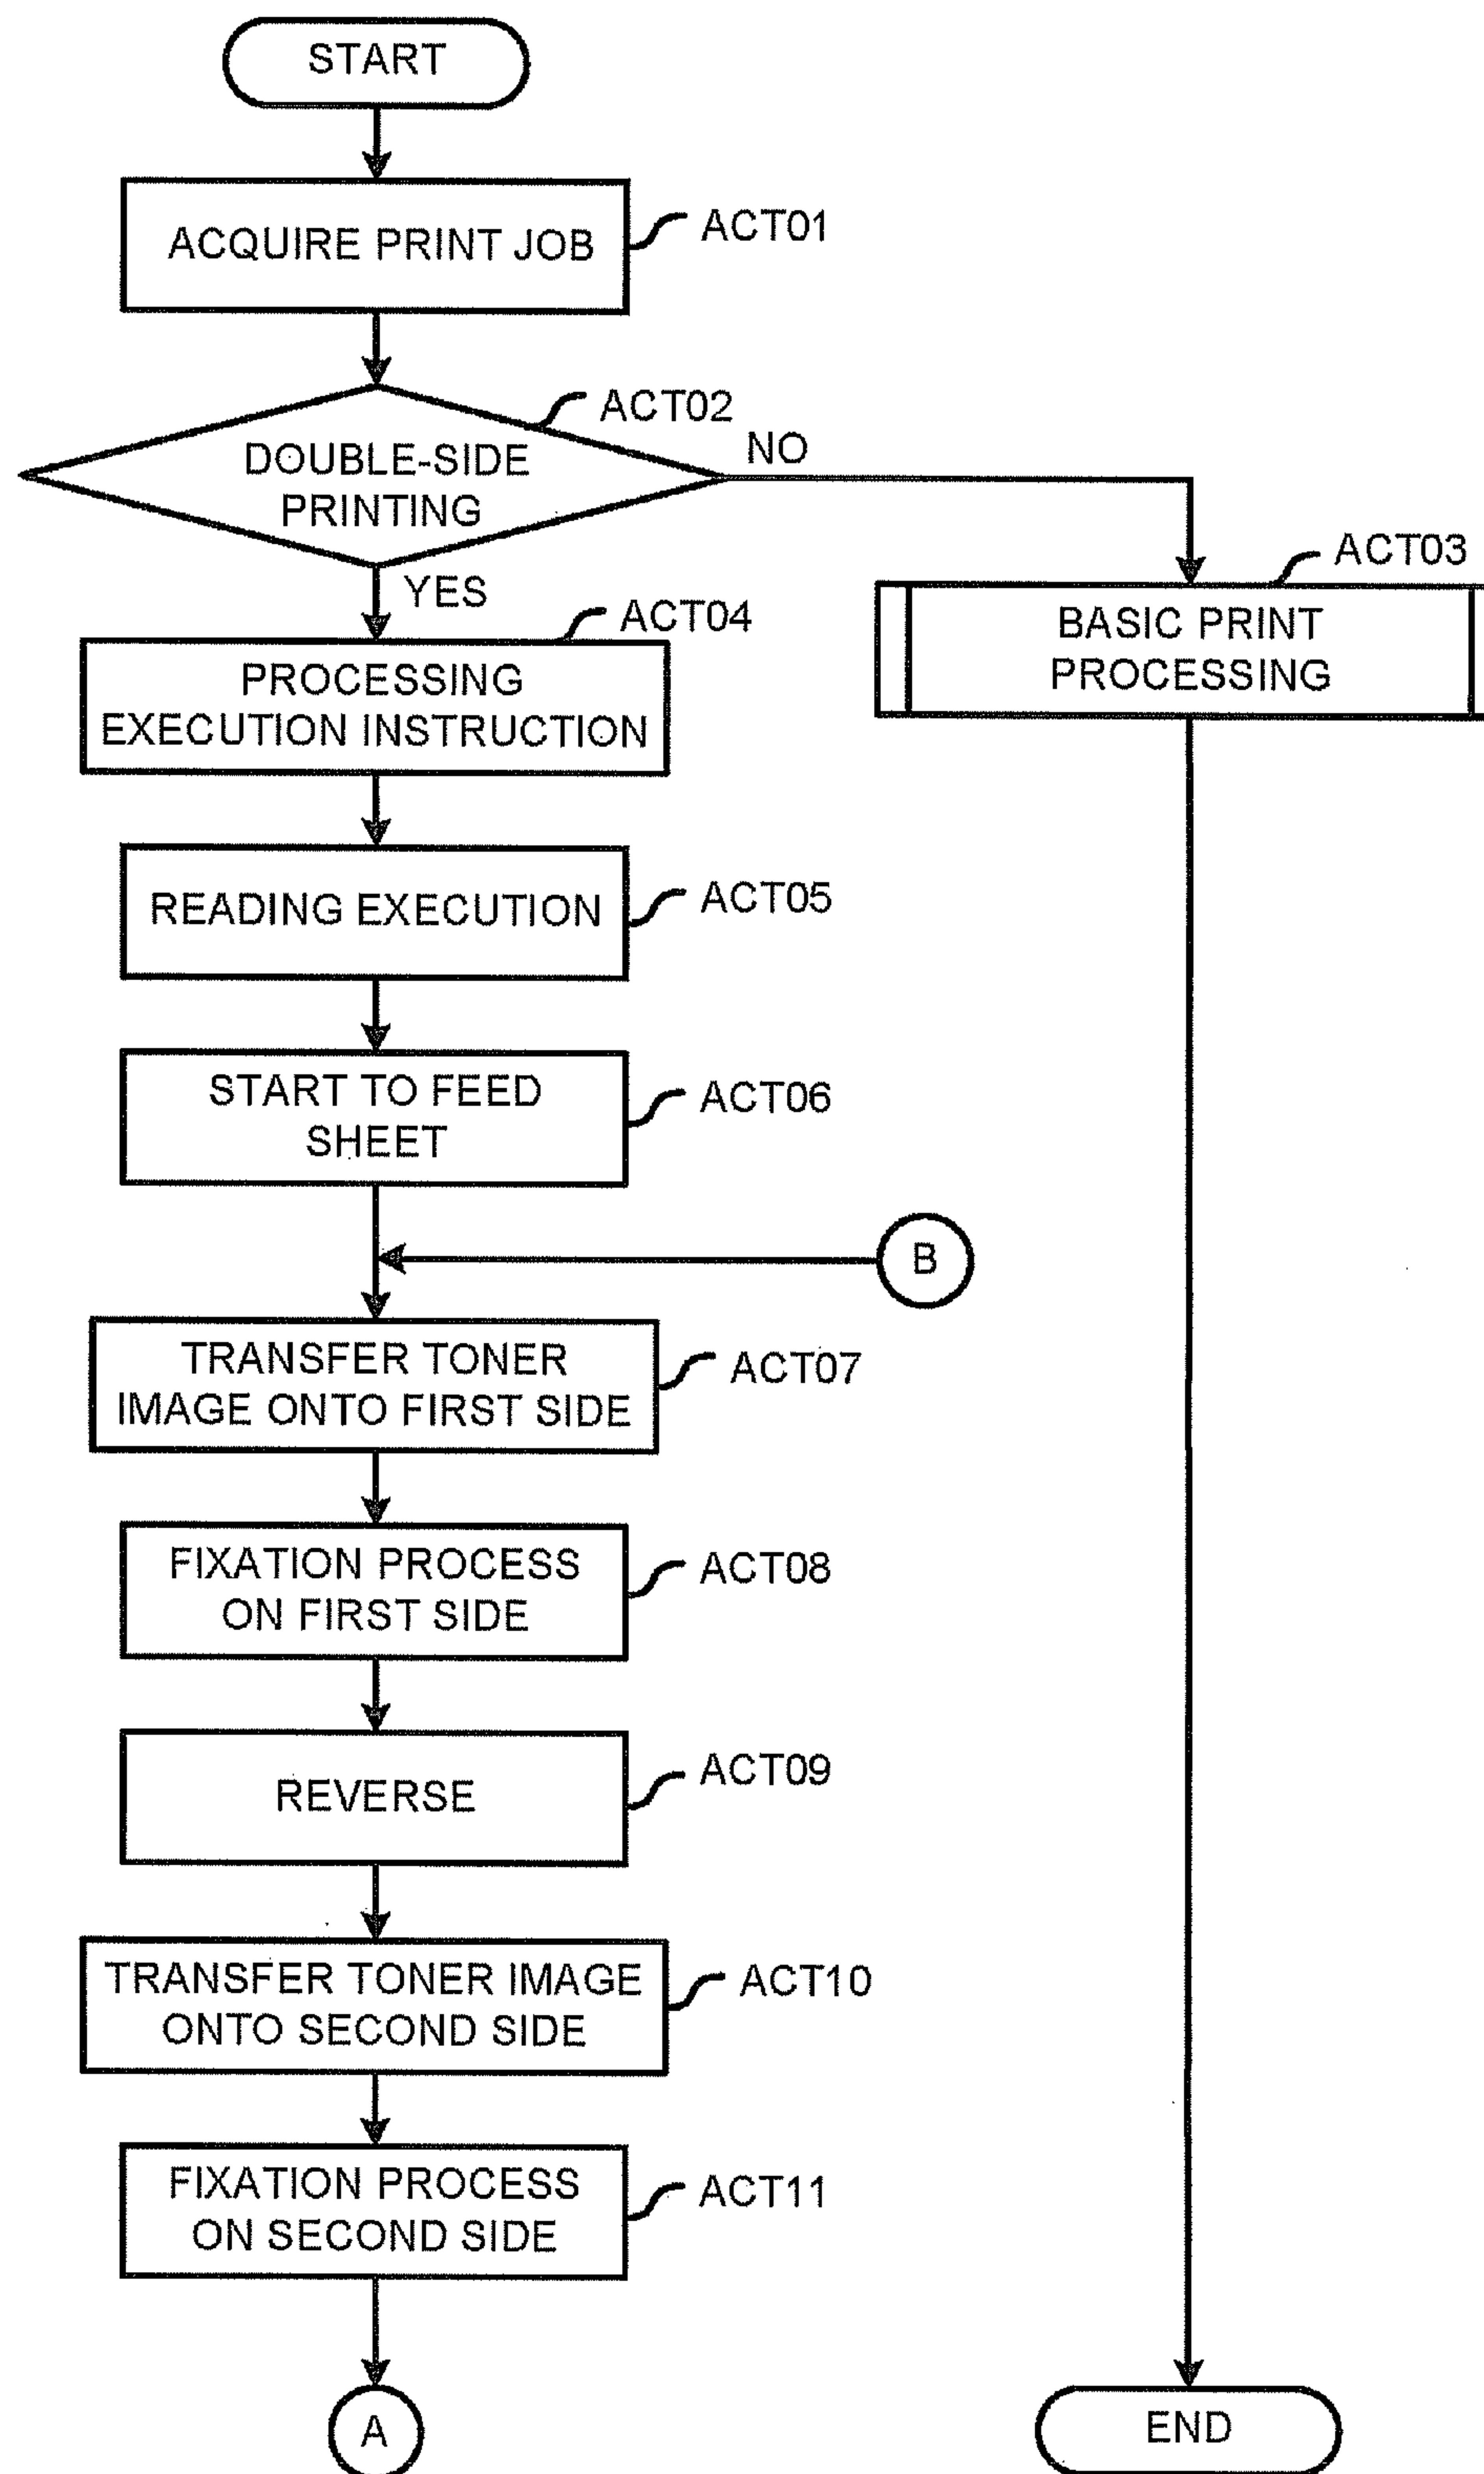 START
ACQUIRE PRINT JOB
ACT01
ACT02
DOUBLE-SIDE
PRINTING
NO
YES
ACT03
BASIC PRINT
PROCESSING
ACT04
PROCESSING
EXECUTION INSTRUCTION
READING EXECUTION
ACT05
START TO FEED
SHEET
ACT06
B
TRANSFER TONER
IMAGE ONTO FIRST SIDE
ACT07
FIXATION PROCESS
ON FIRST SIDE
ACT08
REVERSE
ACT09
TRANSFER TONER IMAGE
ONTO SECOND SIDE
ACT10
FIXATION PROCESS
ON SECOND SIDE
ACT11
A
END